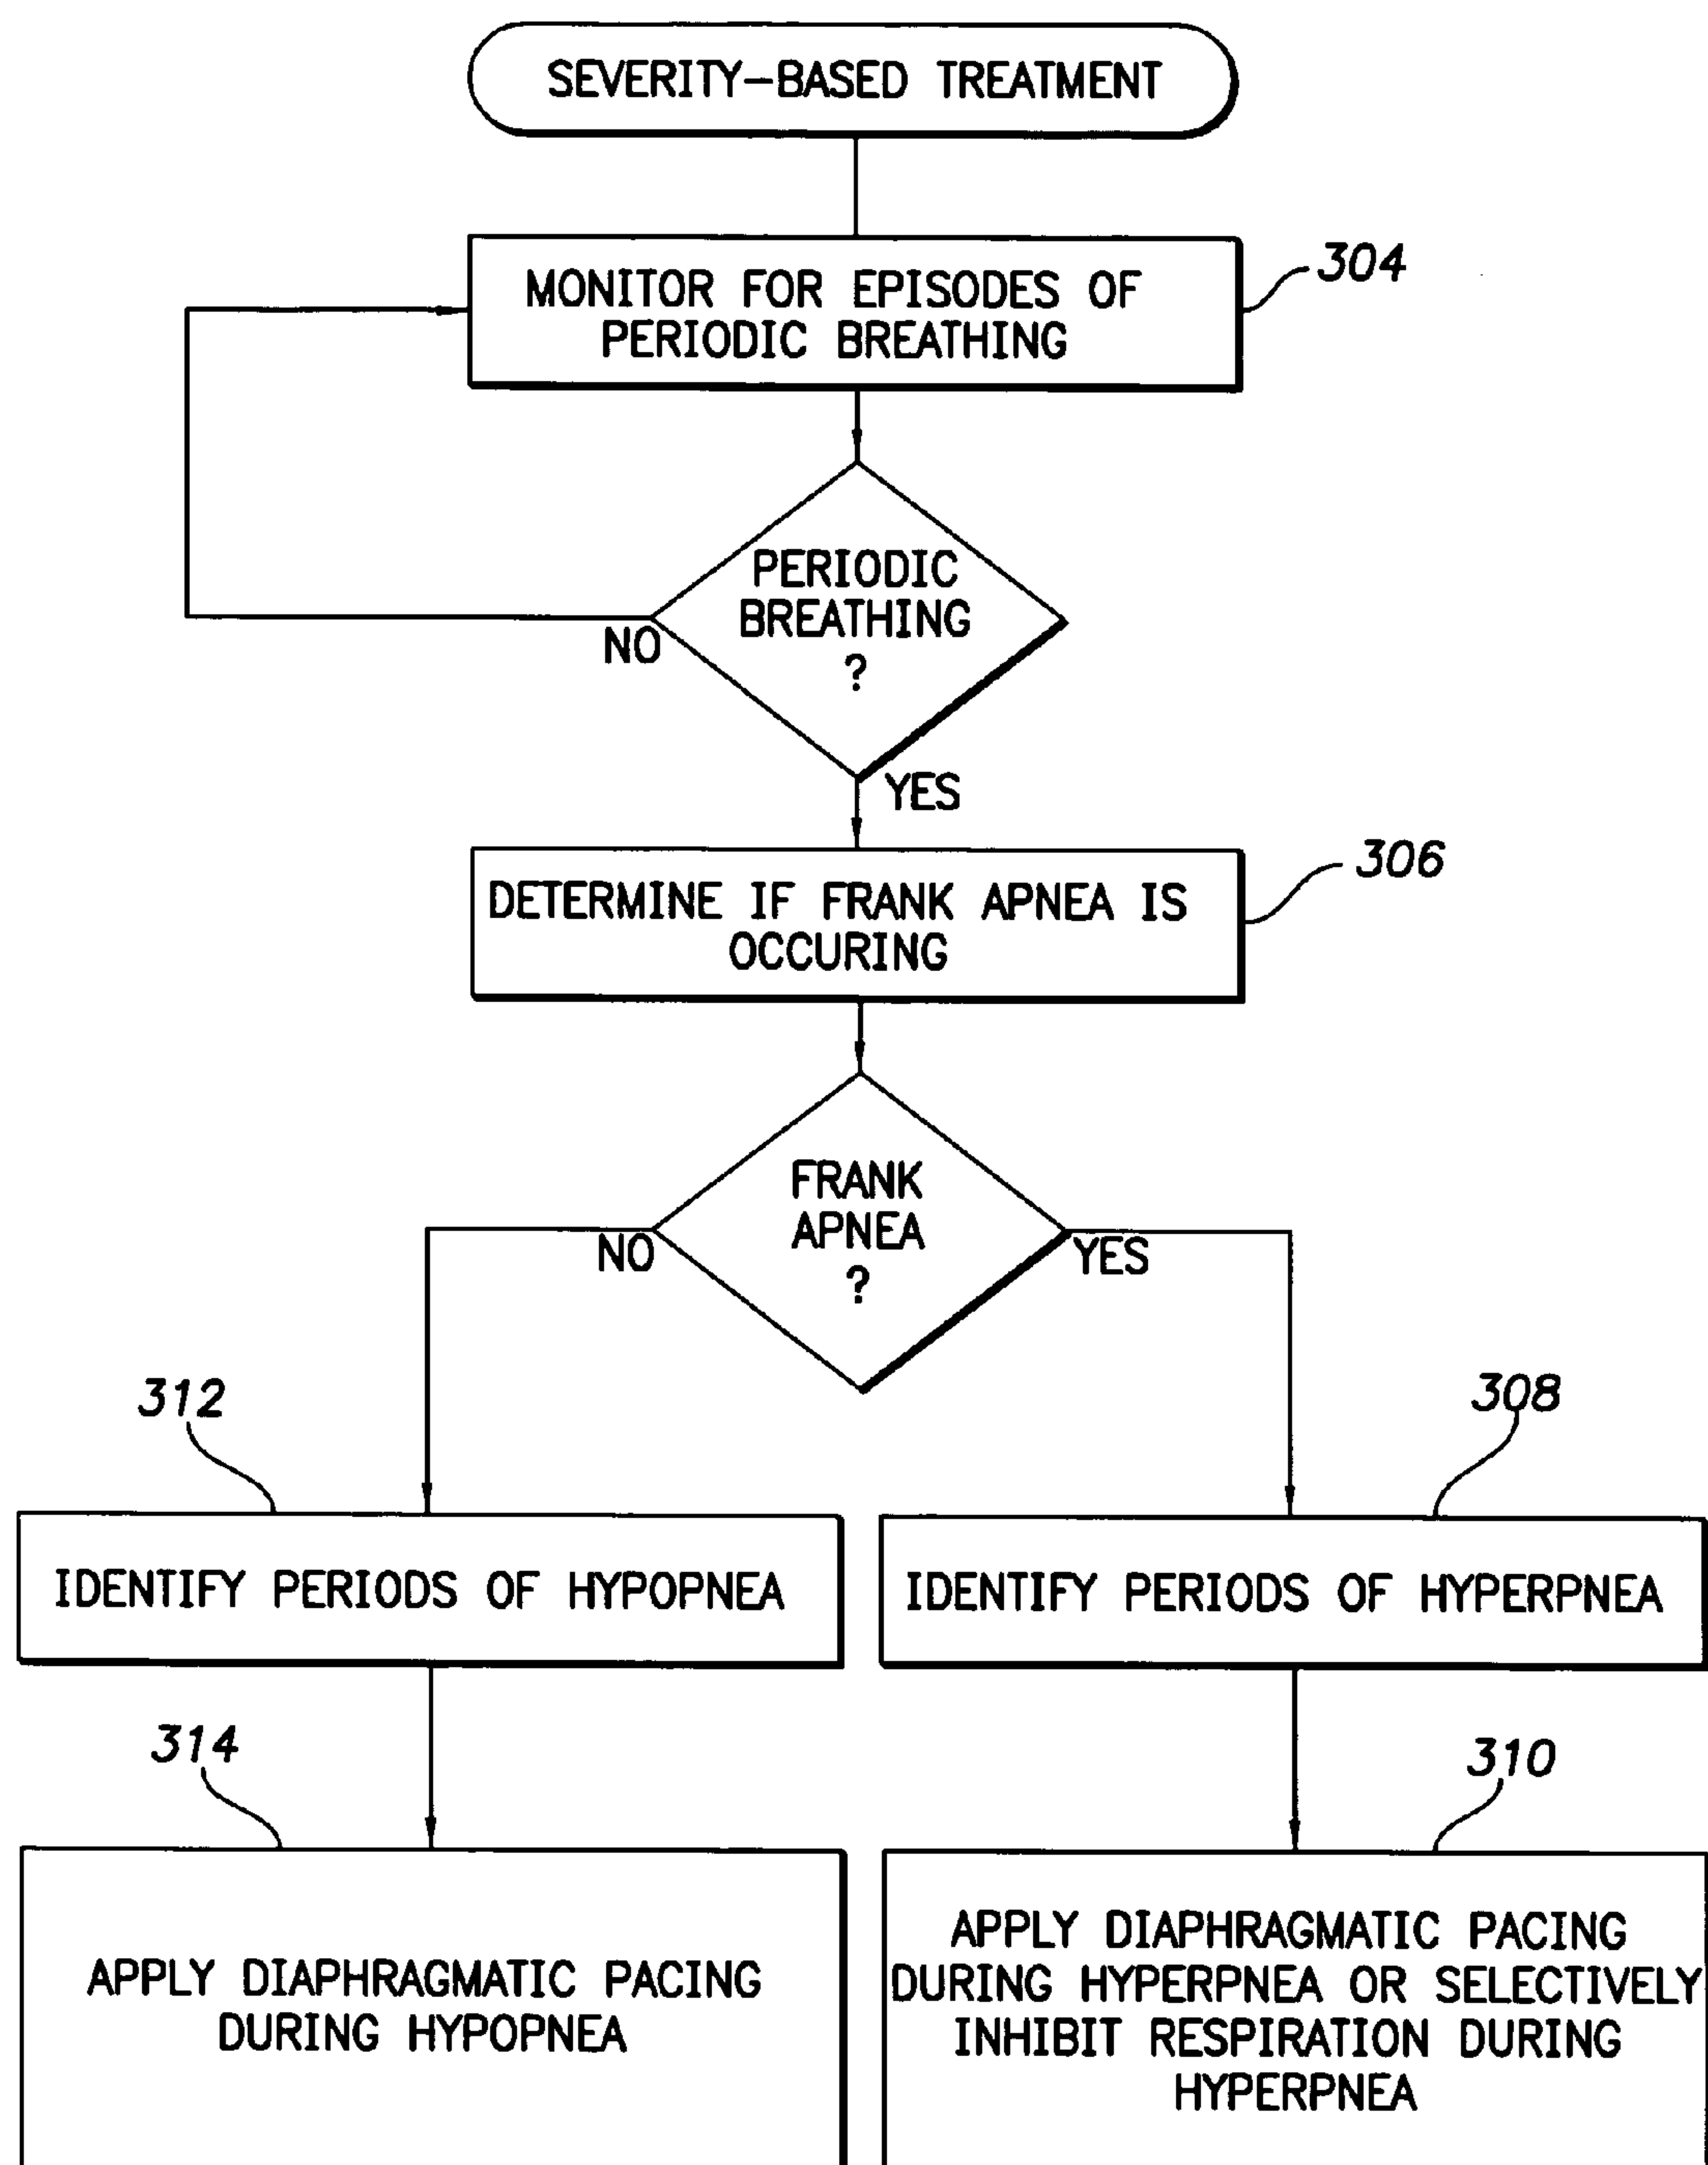 SEVERITY-BASED TREATMENT
304
MONITOR FOR EPISODES OF
PERIODIC BREATHING
PERIODIC
BREATHING
?
NO
YES
306
DETERMINE IF FRANK APNEA IS
OCCURING
FRANK
APNEA
?
NO
YES
312
308
IDENTIFY PERIODS OF HYPOPNEA
IDENTIFY PERIODS OF HYPERPNEA
314
310
APPLY DIAPHRAGMATIC PACING
DURING HYPOPNEA
APPLY DIAPHRAGMATIC PACING
DURING HYPERPNEA OR SELECTIVELY
INHIBIT RESPIRATION DURING
HYPERPNEA